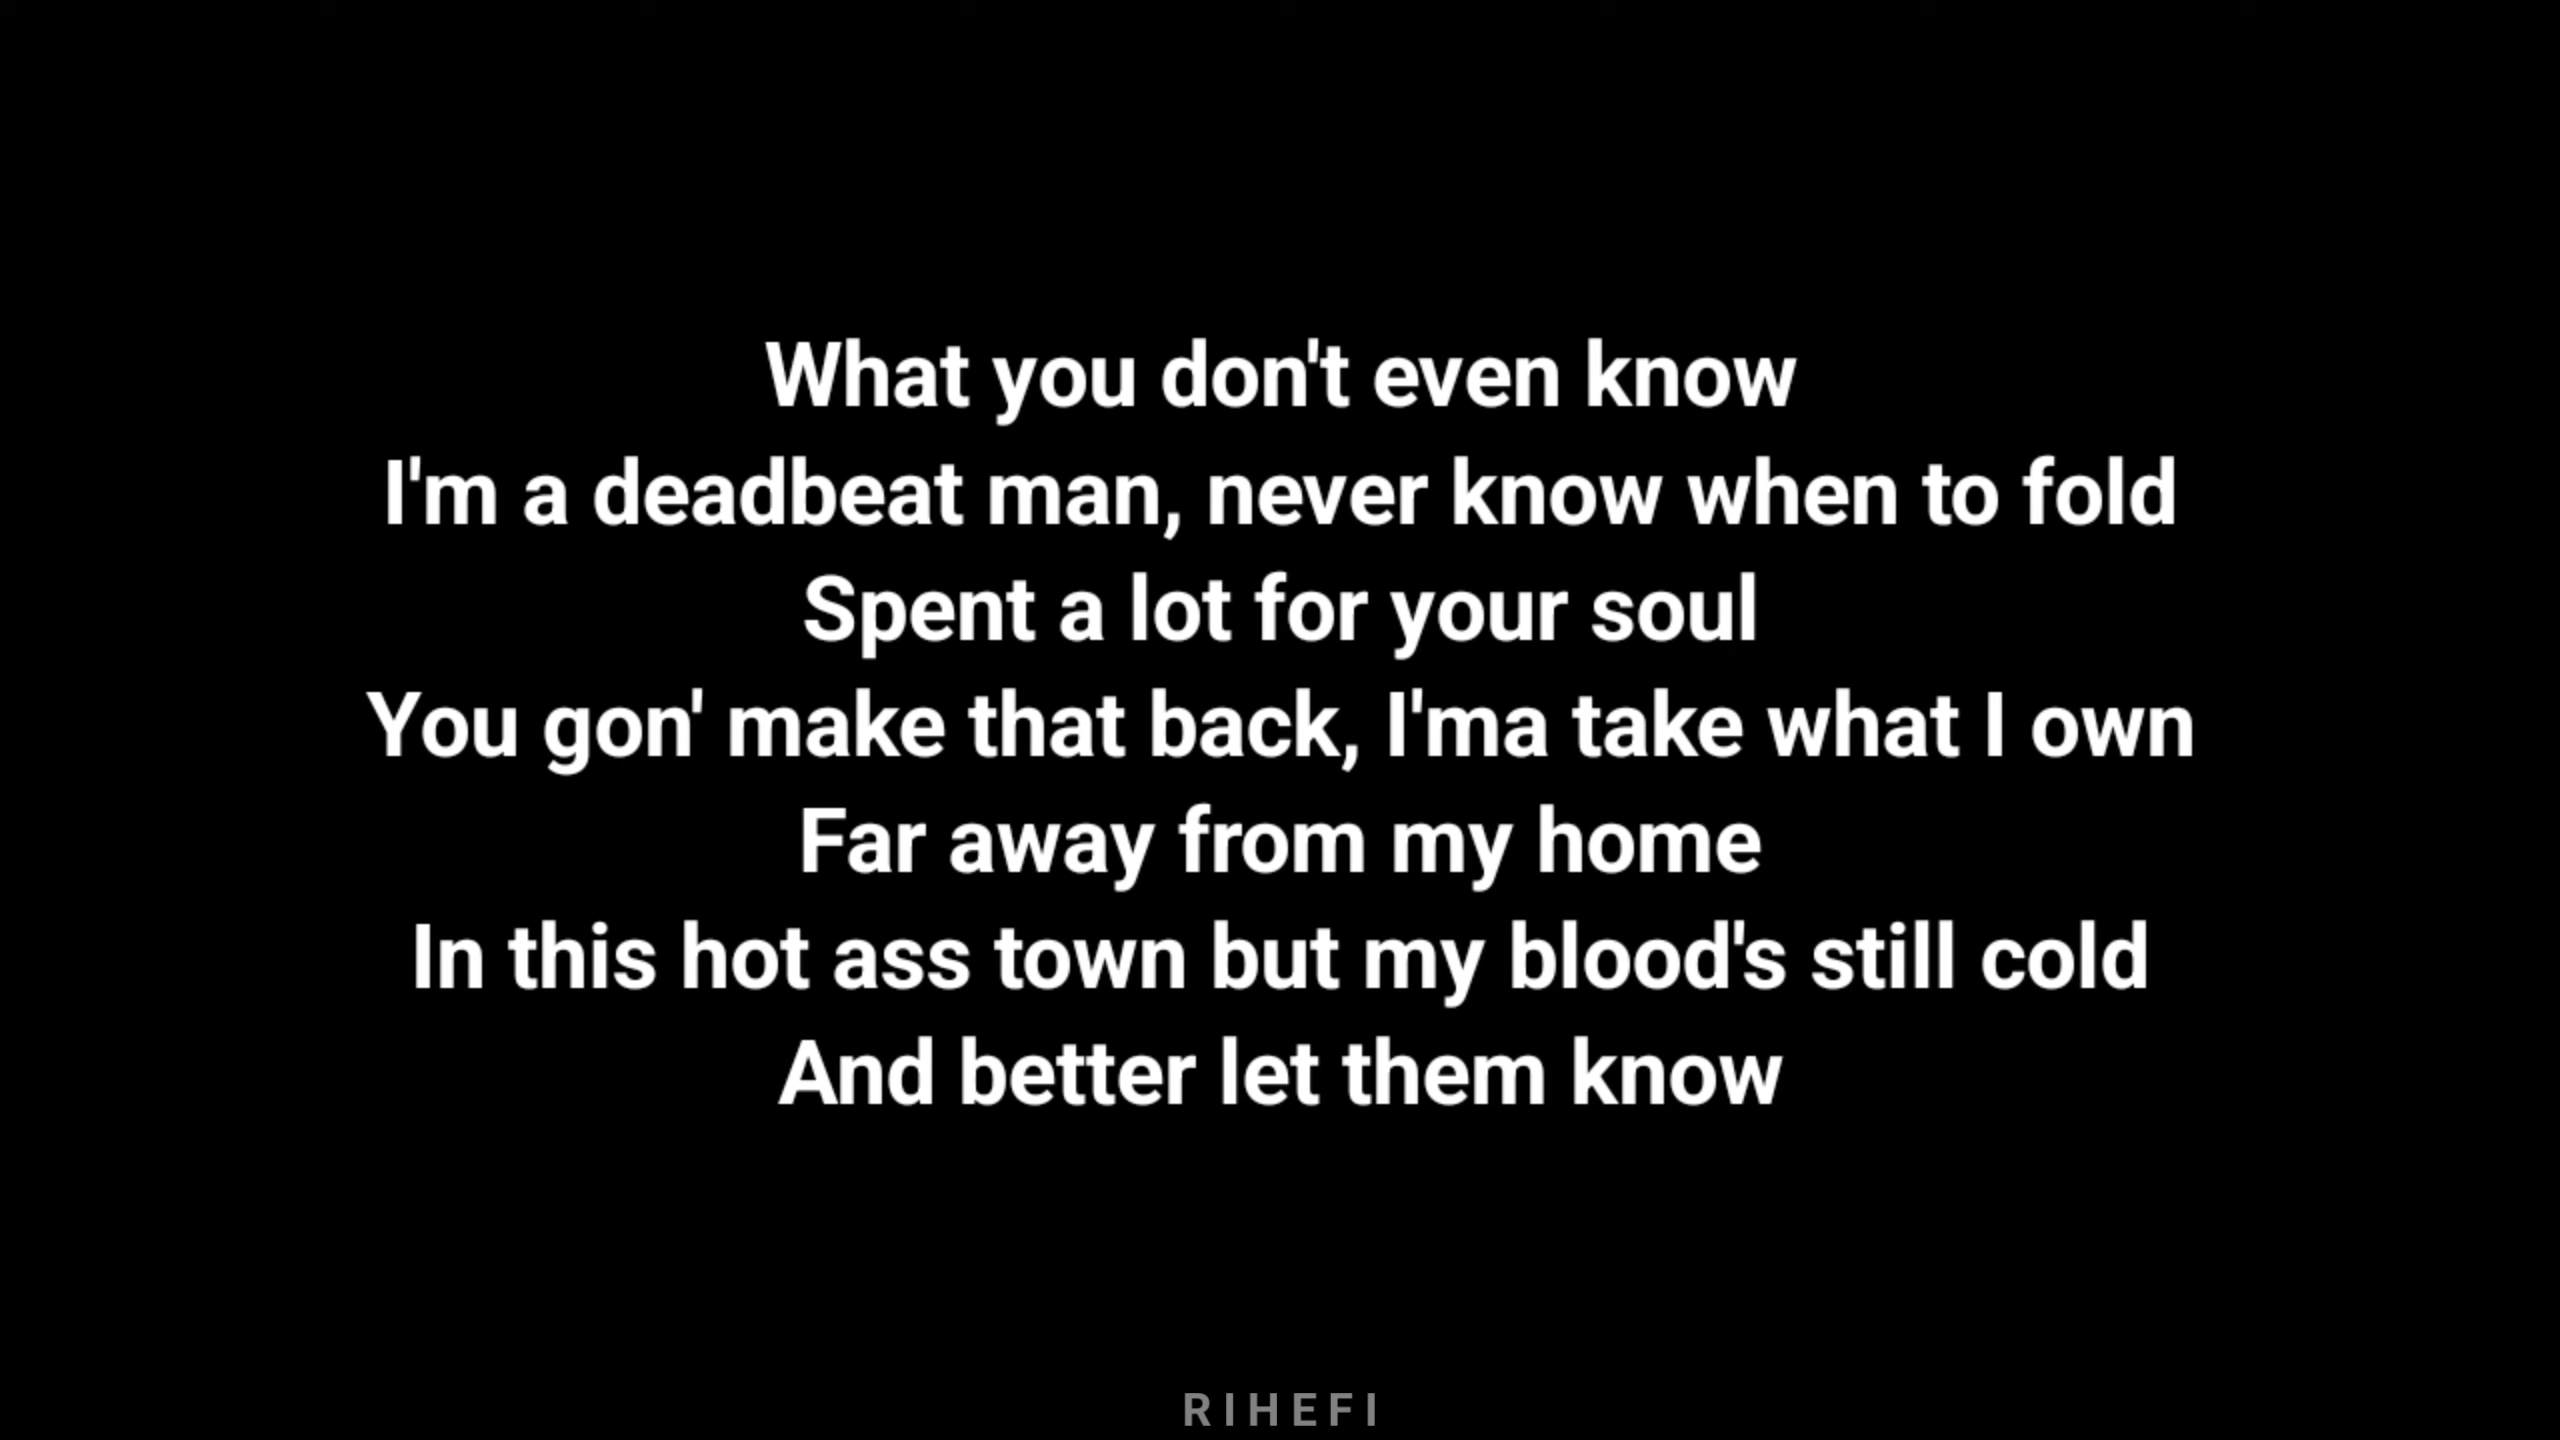 What you don't even know
I'm a deadbeat man, never know when to fold
Spent a lot for your soul
You gon' make that back, I'ma take what I own
Far away from my home
In this hot ass town but my blood's still cold
And better let them know
RIHEFI